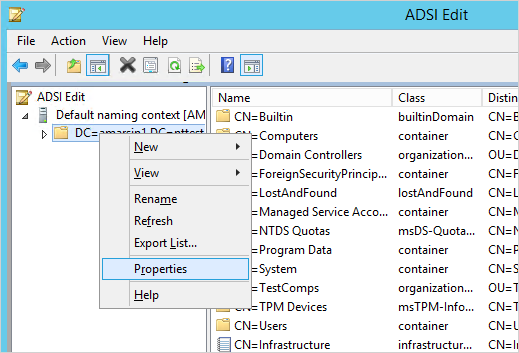 ADSI Edit
File Action View Help
ADSI Edit
Default naming context [AM
DC=amarsin1,DC=nttest
New
View
Rename
Refresh
Export List...
Properties
Help
Name Class Distin
CN=Builtin builtinDomain CN=B
CN=Computers container CN=C
=Domain Controllers organization... OU=D
=ForeignSecurityPrincip... container CN=F
=LostAndFound lostAndFound CN=L
=Managed Service Acco... container CN=M
=NTDS Quotas msDS-Quota... CN=N
=Program Data container CN=P
=System container CN=S
=TestComps organization... OU=T
=TPM Devices msTPM-Infor... CN=T
CN=Users container CN=U
CN=Infrastructure infrastructur... CN=I